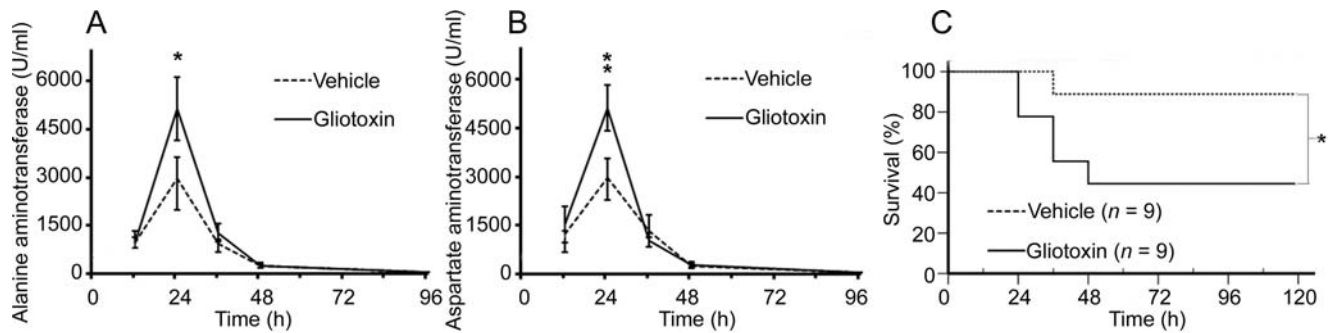 A
Alanine aminotransferase (U/ml)
6000
4500
3000
1500
0
*
Vehicle
Gliotoxin
0 24 48 72 96
Time (h)
B
Aspartate aminotransferase (U/ml)
6000
4500
3000
1500
0
*
*
Vehicle
Gliotoxin
0 24 48 72 96
Time (h)
C
Survival (%)
100
80
60
40
20
0
*
Vehicle (n = 9)
Gliotoxin (n = 9)
0 24 48 72 96 120
Time (h)